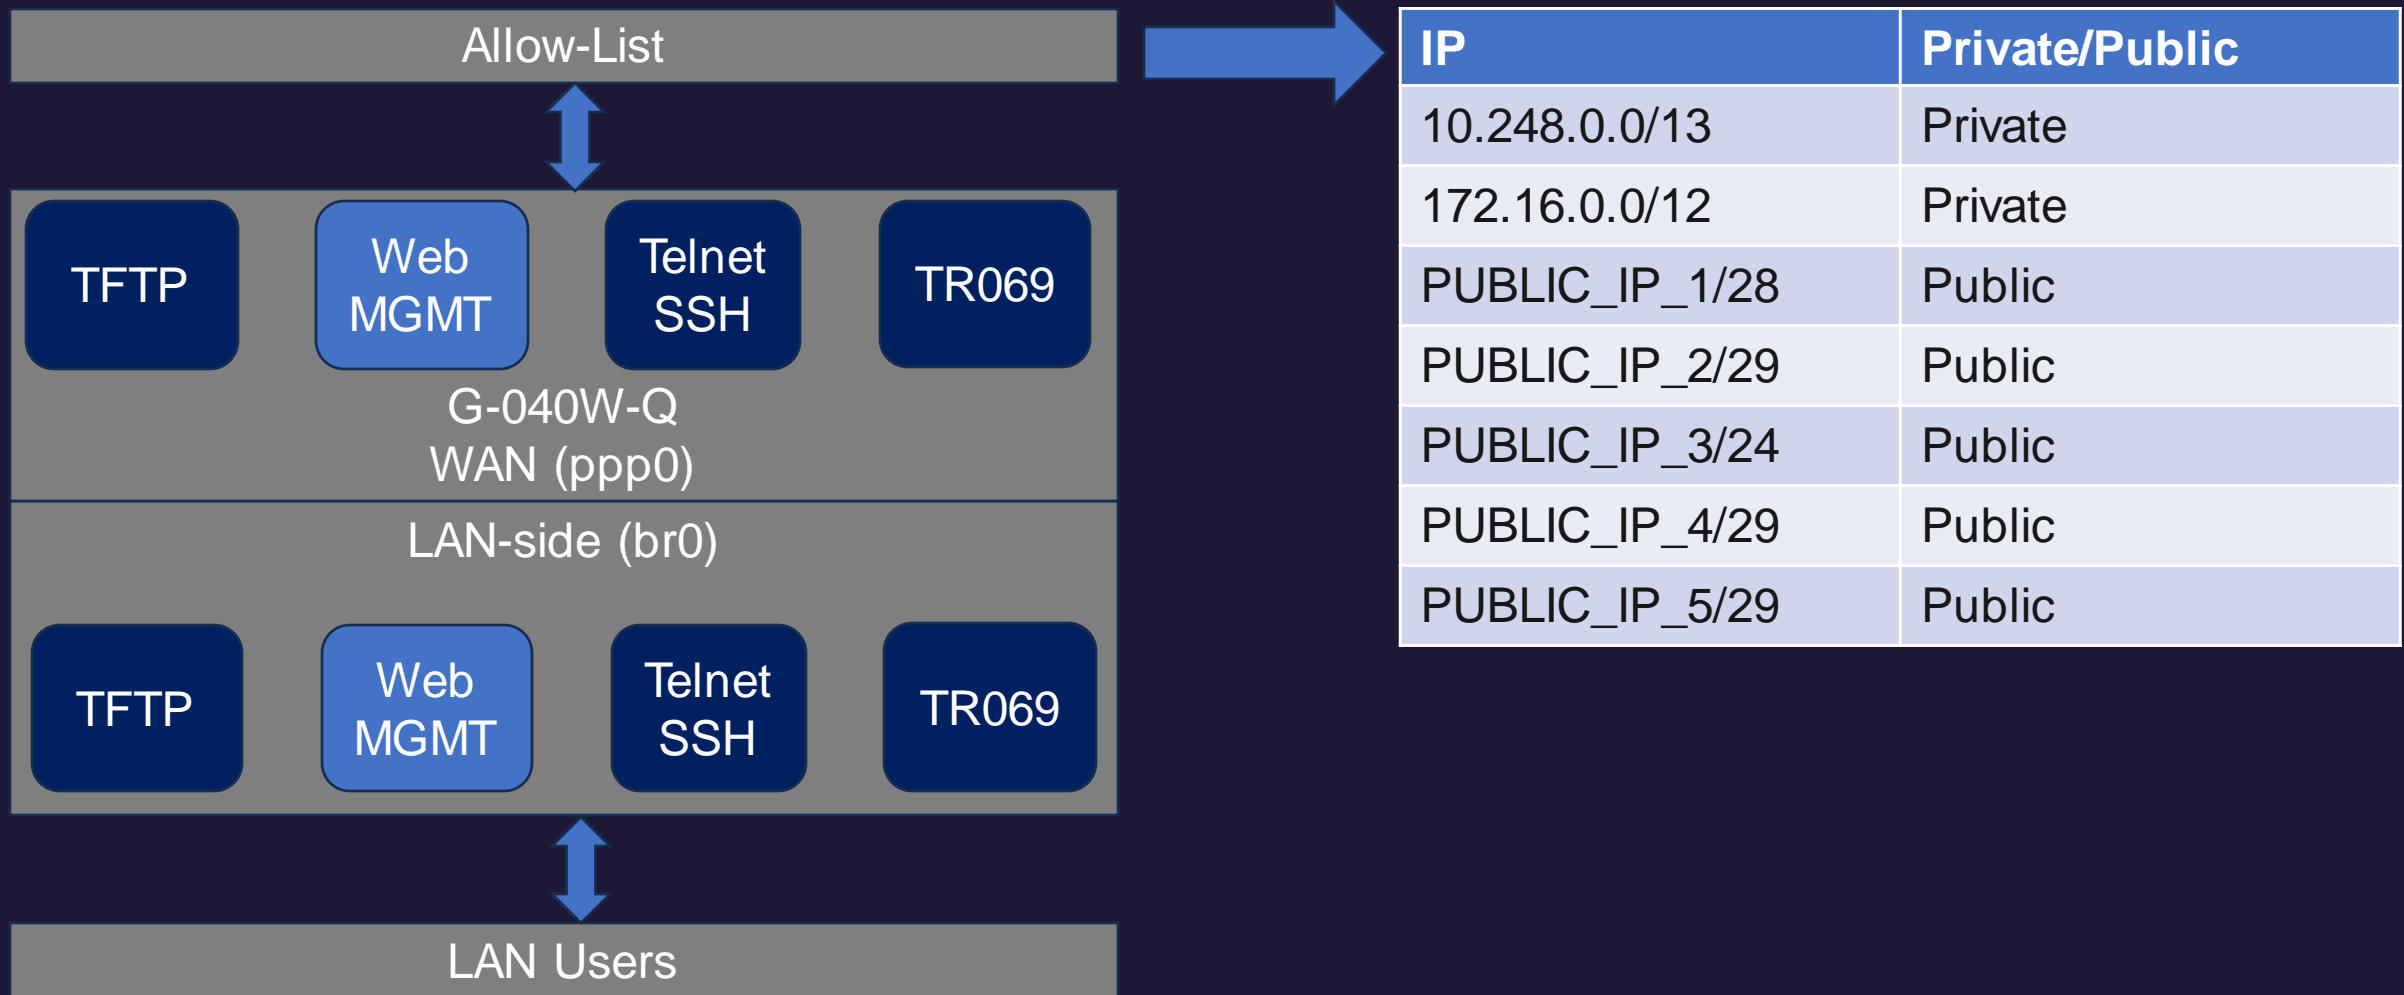 Allow-List
TFTP
Web
MGMT
Telnet
SSH
TR069
G-040W-Q
WAN (ppp0)
LAN-side (br0)
TFTP
Web
MGMT
Telnet
SSH
TR069
LAN Users
IP Private/Public
10.248.0.0/13 Private
172.16.0.0/12 Private
PUBLIC_IP_1/28 Public
PUBLIC_IP_2/29 Public
PUBLIC_IP_3/24 Public
PUBLIC_IP_4/29 Public
PUBLIC_IP_5/29 Public